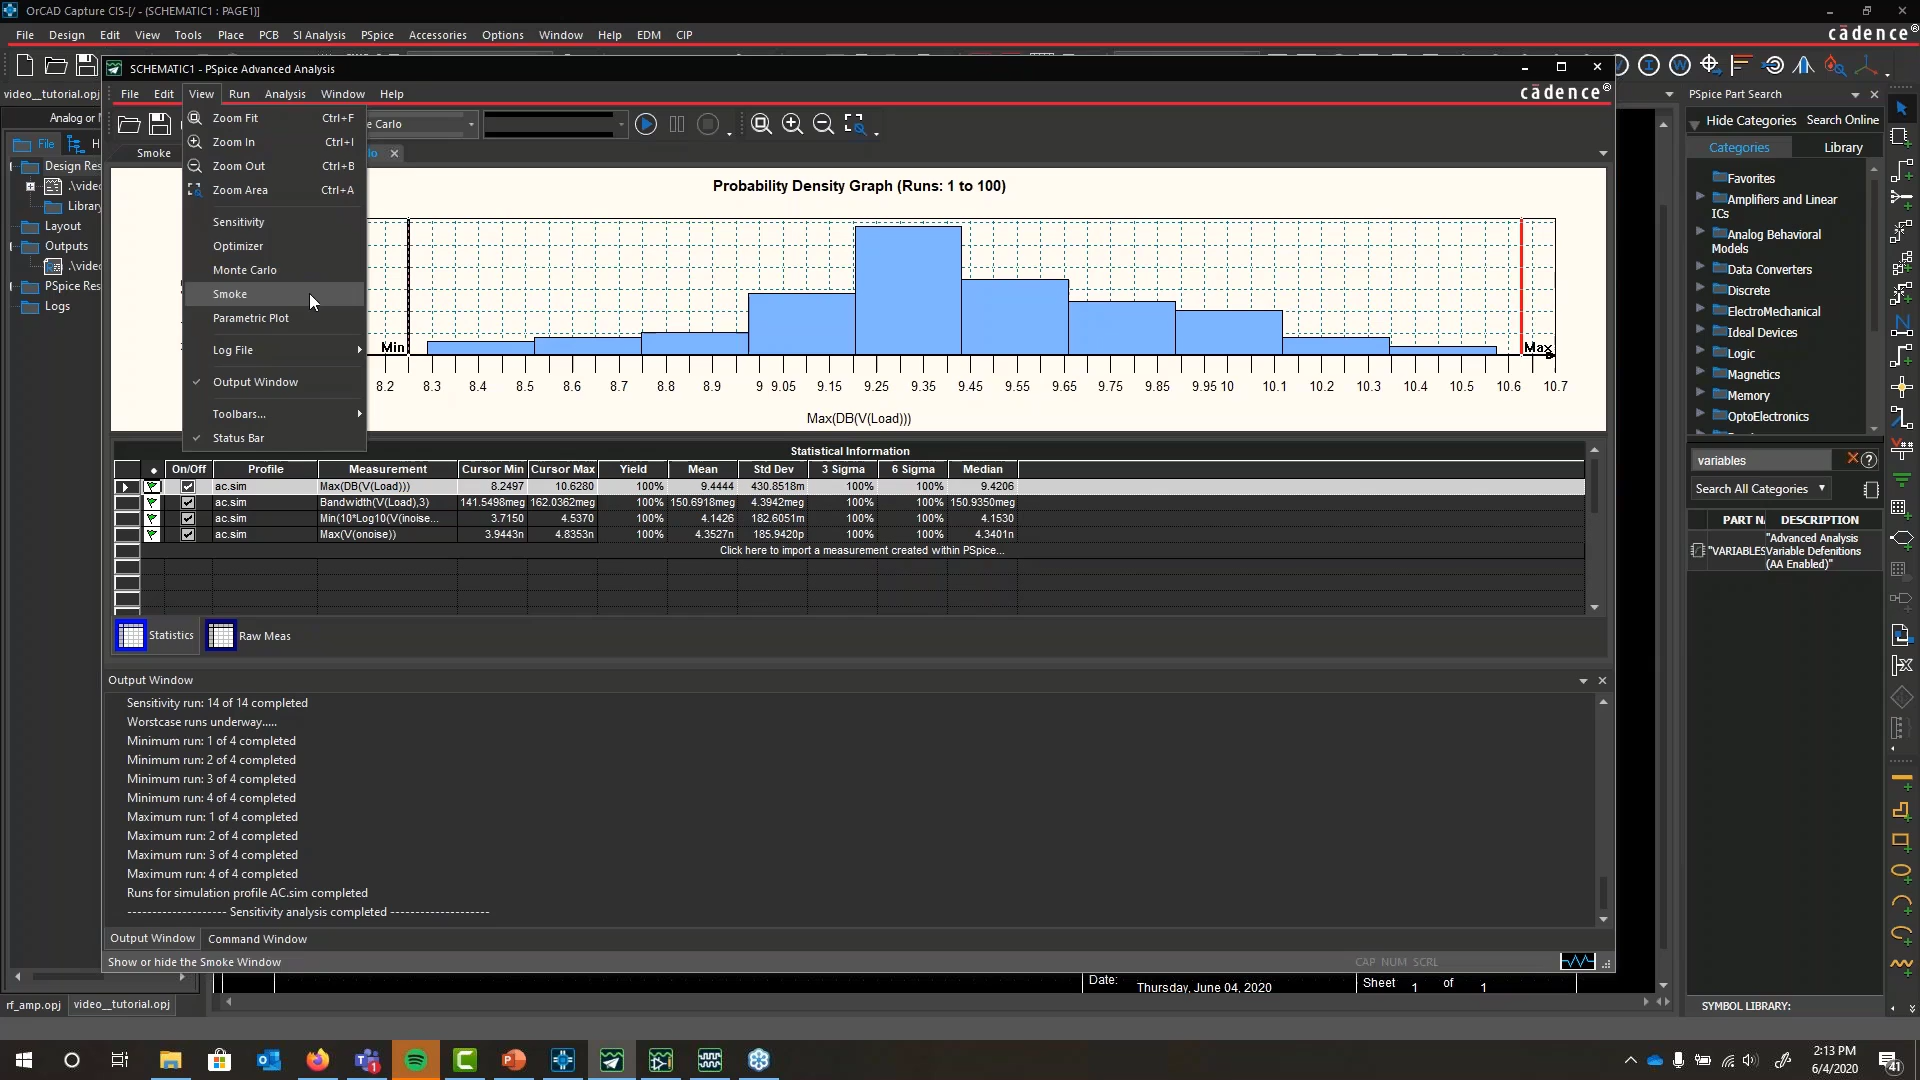 OrCAD Capture CIS-[/ - (SCHEMATIC1 : PAGE1)]
File Design Edit View Tools Place PCB SI Analysis PSpice Accessories Options Window Help EDM CIP
cādence®
SCHEMATIC1 - PSpice Advanced Analysis
video__tutorial.opj
PSpice Part Search
File Edit View Run Analysis Window Help
cādence®
Analog or M
Hide Categories Search Online
e Carlo
Categories Library
File H
Smoke
lo
Zoom Fit Ctrl+F
Zoom In Ctrl+I
Zoom Out Ctrl+B
Zoom Area Ctrl+A
Sensitivity
Optimizer
Monte Carlo
Smoke
Parametric Plot
Log File
Output Window
Toolbars...
Status Bar
Design Res
.\video
Library
Layout
Outputs
.\video
PSpice Res
Logs
Probability Density Graph (Runs: 1 to 100)
Min
Max
8.2 8.3 8.4 8.5 8.6 8.7 8.8 8.9 9 9.05 9.15 9.25 9.35 9.45 9.55 9.65 9.75 9.85 9.95 10 10.1 10.2 10.3 10.4 10.5 10.6 10.7
Max(DB(V(Load)))
Favorites
Amplifiers and Linear
ICs
Analog Behavioral
Models
Data Converters
Discrete
ElectroMechanical
Ideal Devices
Logic
Magnetics
Memory
OptoElectronics
variables
Search All Categories
PART N DESCRIPTION
"VARIABLES
"Advanced Analysis
Variable Defenitions
(AA Enabled)"
SYMBOL LIBRARY:
Statistical Information
On/Off Profile Measurement Cursor Min Cursor Max Yield Mean Std Dev 3 Sigma 6 Sigma Median
ac.sim Max(DB(V(Load))) 8.2497 10.6280 100% 9.4444 430.8518m 100% 100% 9.4206
ac.sim Bandwidth(V(Load),3) 141.5498meg 162.0362meg 100% 150.6918meg 4.3942meg 100% 100% 150.9350meg
ac.sim Min(10*Log10(V(inoise... 3.7150 4.5370 100% 4.1426 182.6051m 100% 100% 4.1530
ac.sim Max(V(onoise)) 3.9443n 4.8353n 100% 4.3527n 185.9420p 100% 100% 4.3401n
Click here to import a measurement created within PSpice...
Statistics Raw Meas
Output Window
Sensitivity run: 14 of 14 completed
Worstcase runs underway.....
Minimum run: 1 of 4 completed
Minimum run: 2 of 4 completed
Minimum run: 3 of 4 completed
Minimum run: 4 of 4 completed
Maximum run: 1 of 4 completed
Maximum run: 2 of 4 completed
Maximum run: 3 of 4 completed
Maximum run: 4 of 4 completed
Runs for simulation profile AC.sim completed
-------------------- Sensitivity analysis completed --------------------
Output Window Command Window
Show or hide the Smoke Window
CAP NUM SCRL
Date: Thursday, June 04, 2020 Sheet 1 of 1
rf_amp.opj video__tutorial.opj
2:13 PM
6/4/2020
1
41